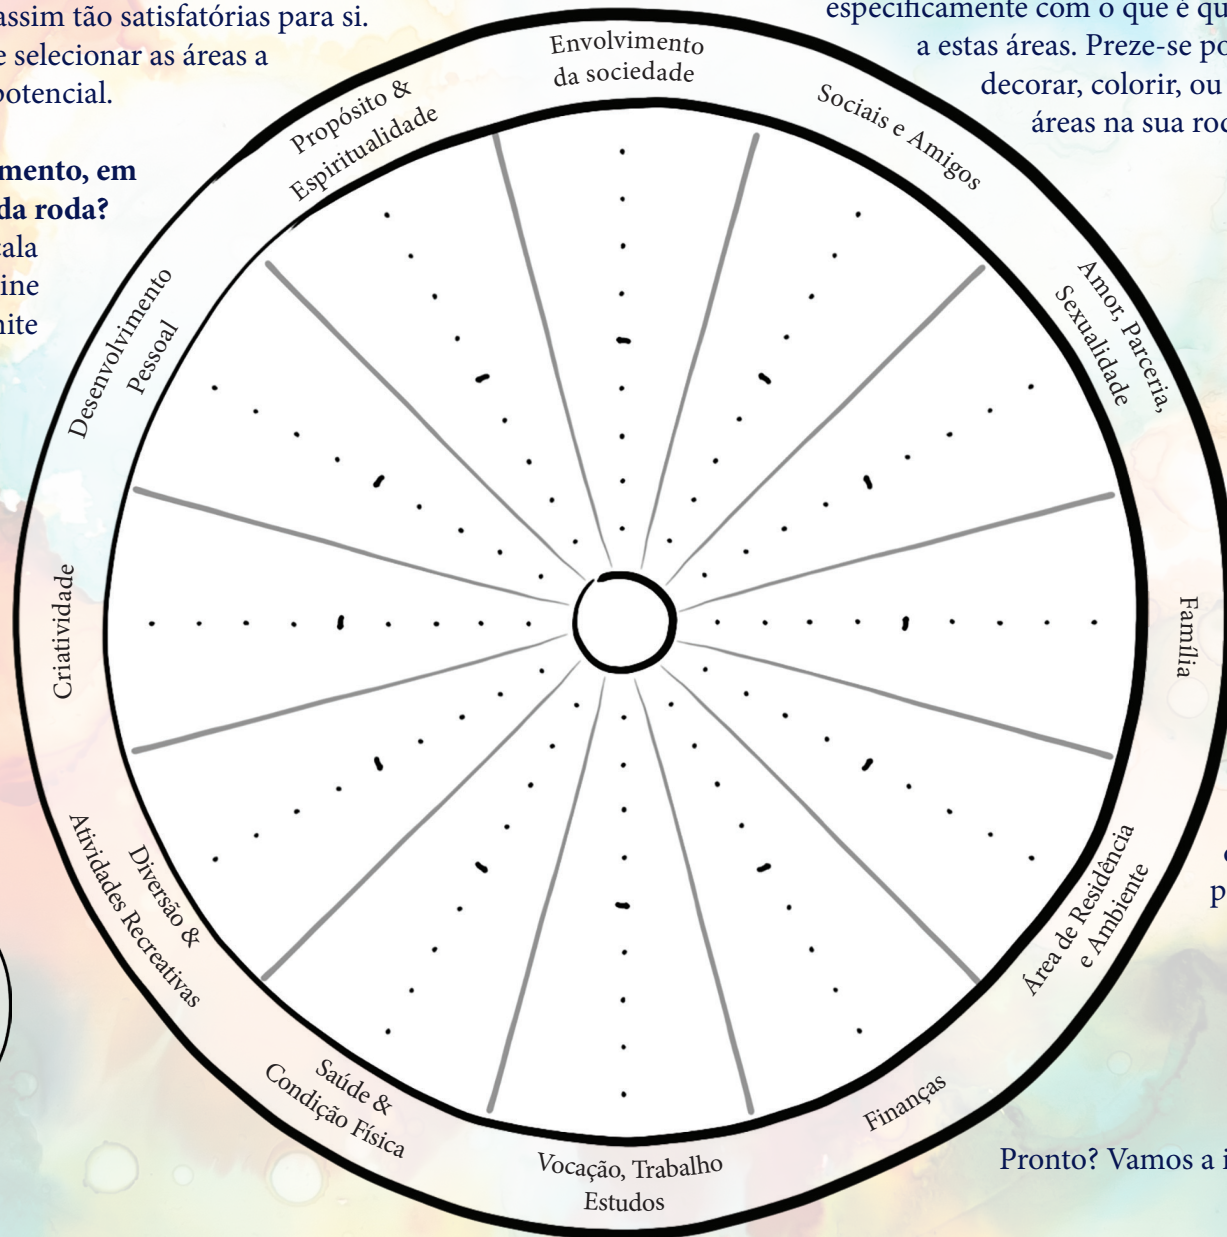 assim tão satisfatórias para si.
e selecionar as áreas a
potencial.
mento, em
da roda?
ala
ine
nite
especificamente com o que é qu
a estas áreas. Preze-se po
decorar, colorir, ou
áreas na sua rod
Envolvimento
da sociedade
Sociais e Amigos
Amor, Parceria,
Sexualidade
Família
Área de Residência
e Ambiente
Finanças
Vocação, Trabalho
Estudos
Saúde &
Condição Física
Diversão &
Atividades Recreativas
Criatividade
Desenvolvimento
Pessoal
Propósito &
Espiritualidade
p
Pronto? Vamos a i